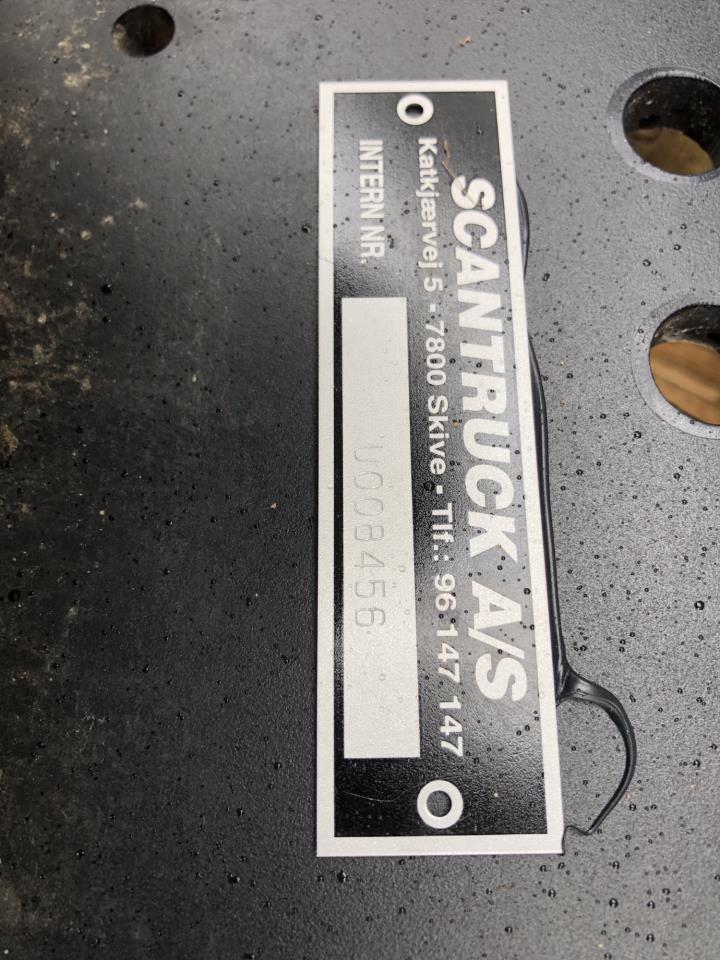 SCANTRUCK A/S
Katkjærvej 5 - 7800 Skive - Tlf.: 96 147 147
INTERN NR.
U008456